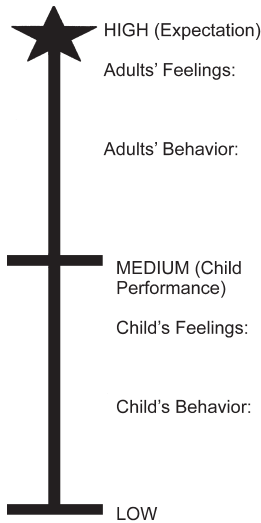 HIGH (Expectation)
Adults’ Feelings:
Adults’ Behavior:
MEDIUM (Child
Performance)
Child’s Feelings:
Child’s Behavior:
LOW